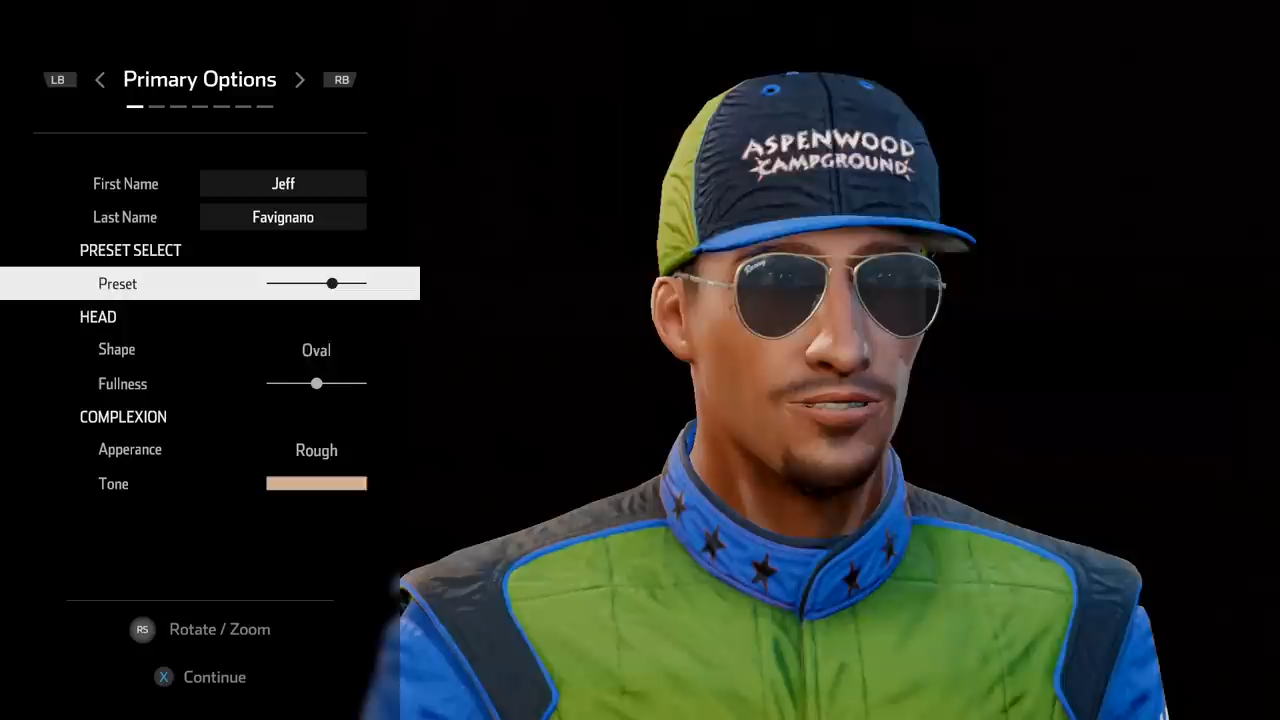 LB < Primary Options > RB
First Name Jeff
Last Name Favignano
PRESET SELECT
Preset
HEAD
Shape Oval
Fullness
COMPLEXION
Apperance Rough
Tone
RS Rotate / Zoom
X Continue
ASPENWOOD
CAMPGROUND